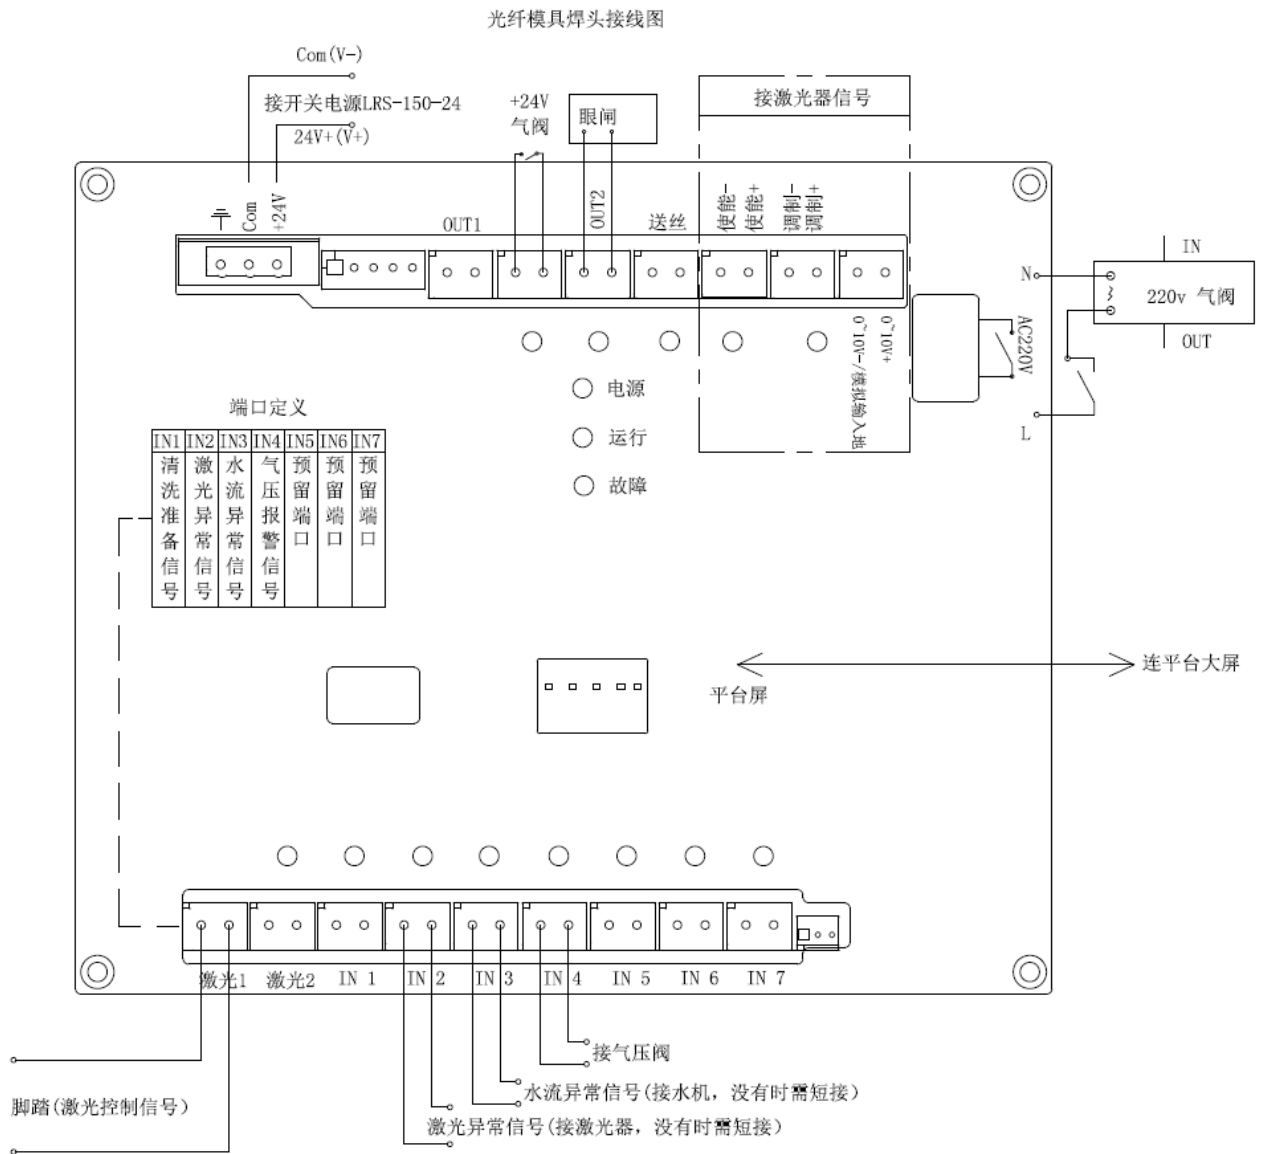 光纤模具焊头接线图
Com(V-)
接开关电源LRS-150-24
24V+(V+)
+24V
气阀
眼闸
接激光器信号
Com
+24V
OUT1
OUT2
送丝
使能-
使能+
调制-
调制+
IN
N
220v 气阀
OUT
AC220V
L
0~10V-/模拟输入地
0~10V+
电源
运行
故障
端口定义
IN1 IN2 IN3 IN4 IN5 IN6 IN7
清洗准备信号
激光异常信号
水流异常信号
气压报警信号
预留端口
预留端口
预留端口
平台屏
连平台大屏
激光1 激光2 IN 1 IN 2 IN 3 IN 4 IN 5 IN 6 IN 7
接气压阀
水流异常信号(接水机，没有时需短接)
脚踏(激光控制信号)
激光异常信号(接激光器，没有时需短接)